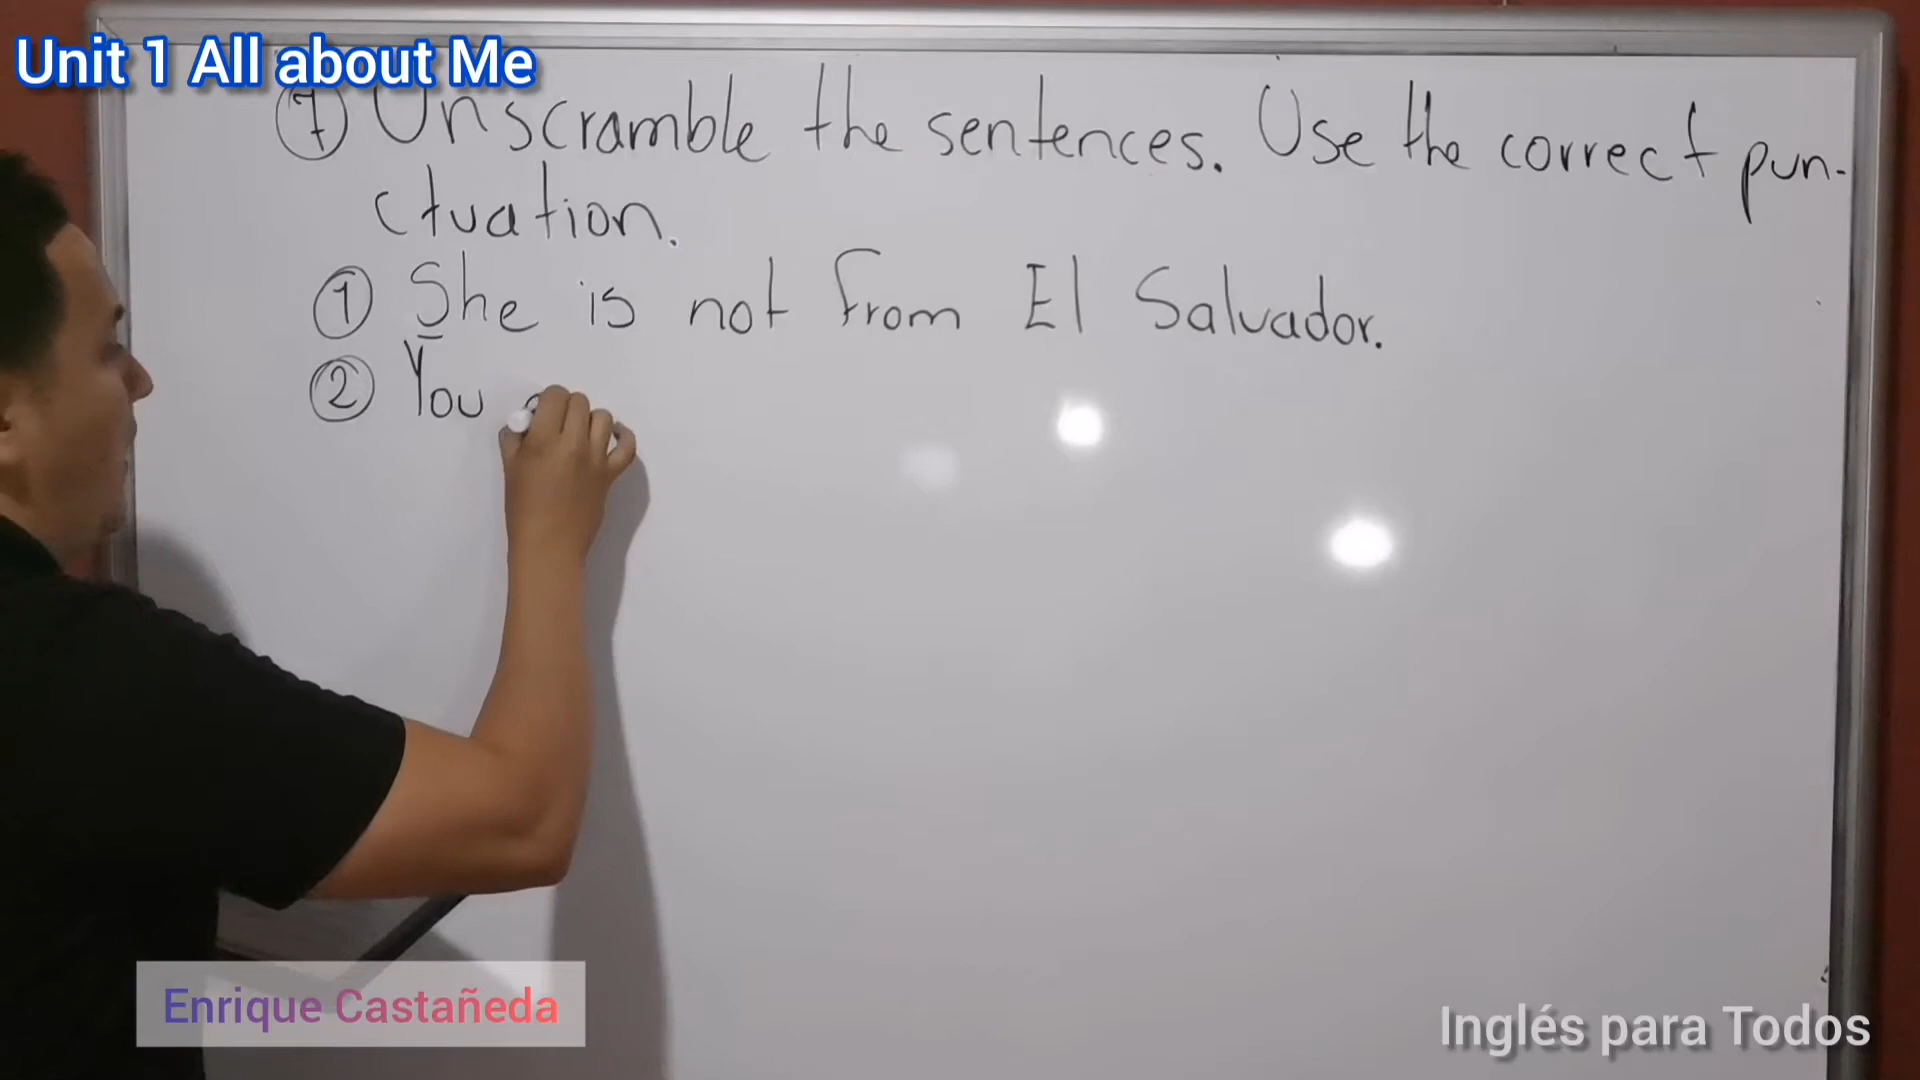 Unit 1 All about Me
7 Unscramble the sentences. Use the correct pun-
ctuation.
1 She is not from El Salvador.
2 You
Enrique Castañeda
Inglés para Todos